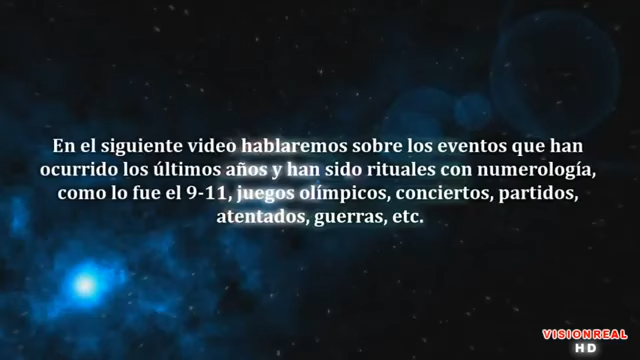 En el siguiente video hablaremos sobre los eventos que han
ocurrido los últimos años y han sido rituales con numerología,
como lo fue el 9-11, juegos olímpicos, conciertos, partidos,
atentados, guerras, etc.
VISIONREAL
HD